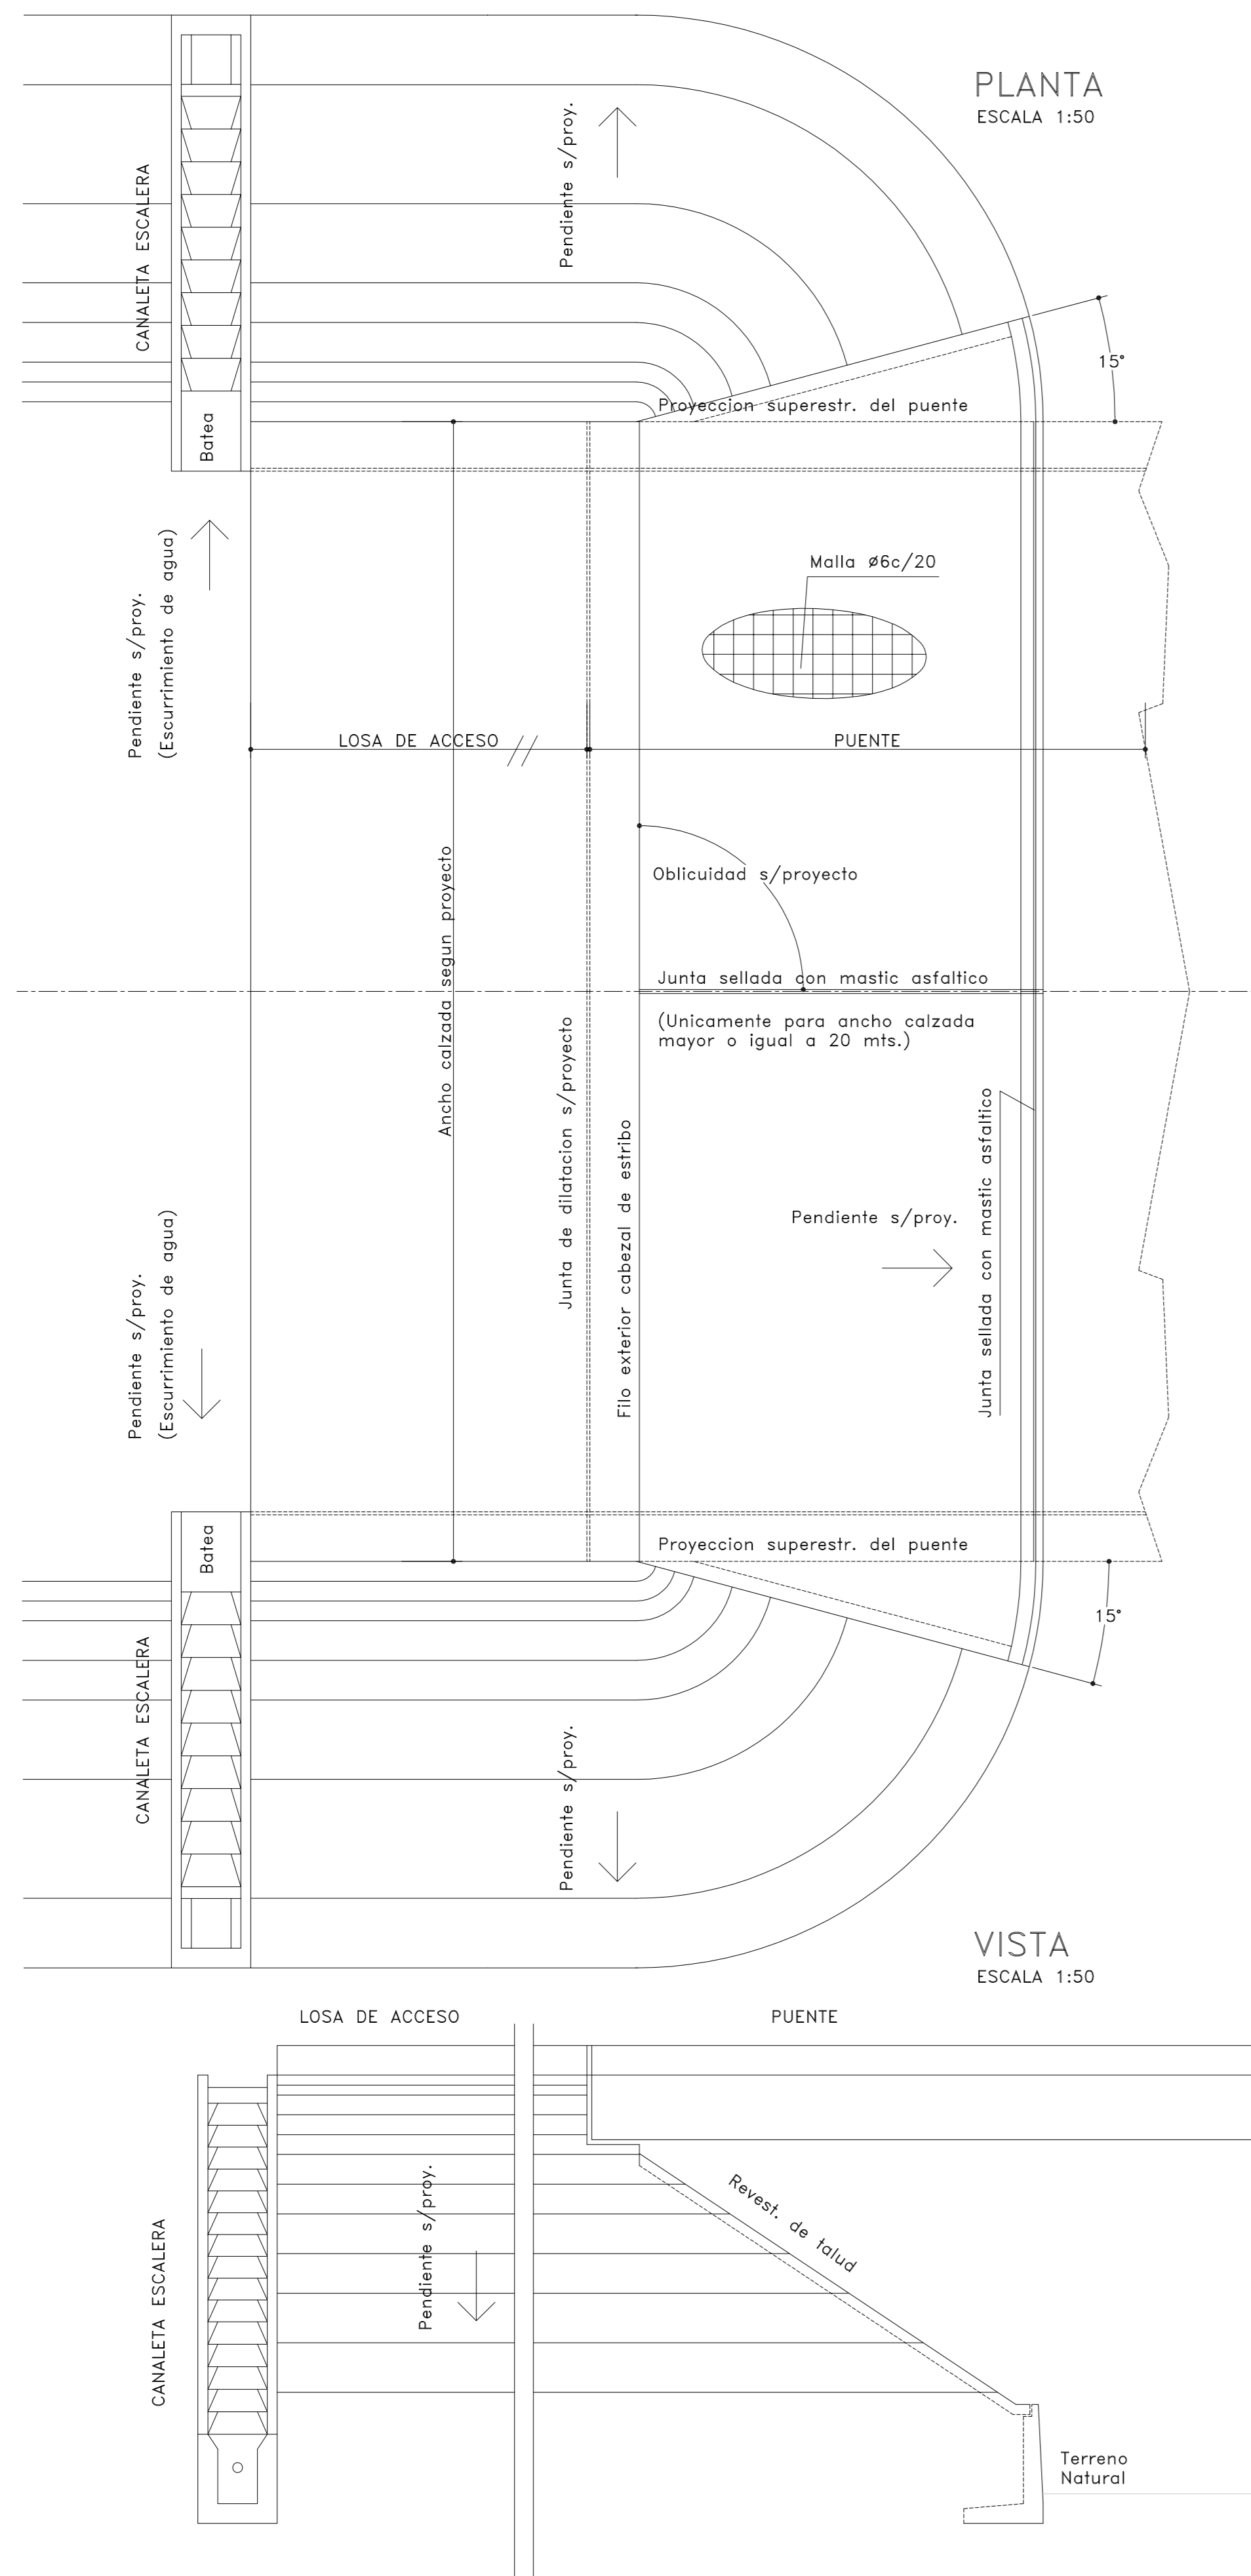 PLANTA
ESCALA 1:50
Pendiente s/proy.
CANALETA ESCALERA
15°
Proyeccion superestr. del puente
Batea
Malla ø6c/20
Pendiente s/proy.
(Escurrimiento de agua)
LOSA DE ACCESO
PUENTE
Oblicuidad s/proyecto
Ancho calzada segun proyecto
Junta sellada con mastic asfaltico
(Unicamente para ancho calzada
mayor o igual a 20 mts.)
Junta de dilatacion s/proyecto
Filo exterior cabezal de estribo
Junta sellada con mastic asfaltico
Pendiente s/proy.
Pendiente s/proy.
(Escurrimiento de agua)
Batea
Proyeccion superestr. del puente
15°
CANALETA ESCALERA
Pendiente s/proy.
VISTA
ESCALA 1:50
LOSA DE ACCESO
PUENTE
Revest. de talud
Pendiente s/proy.
CANALETA ESCALERA
Terreno
Natural